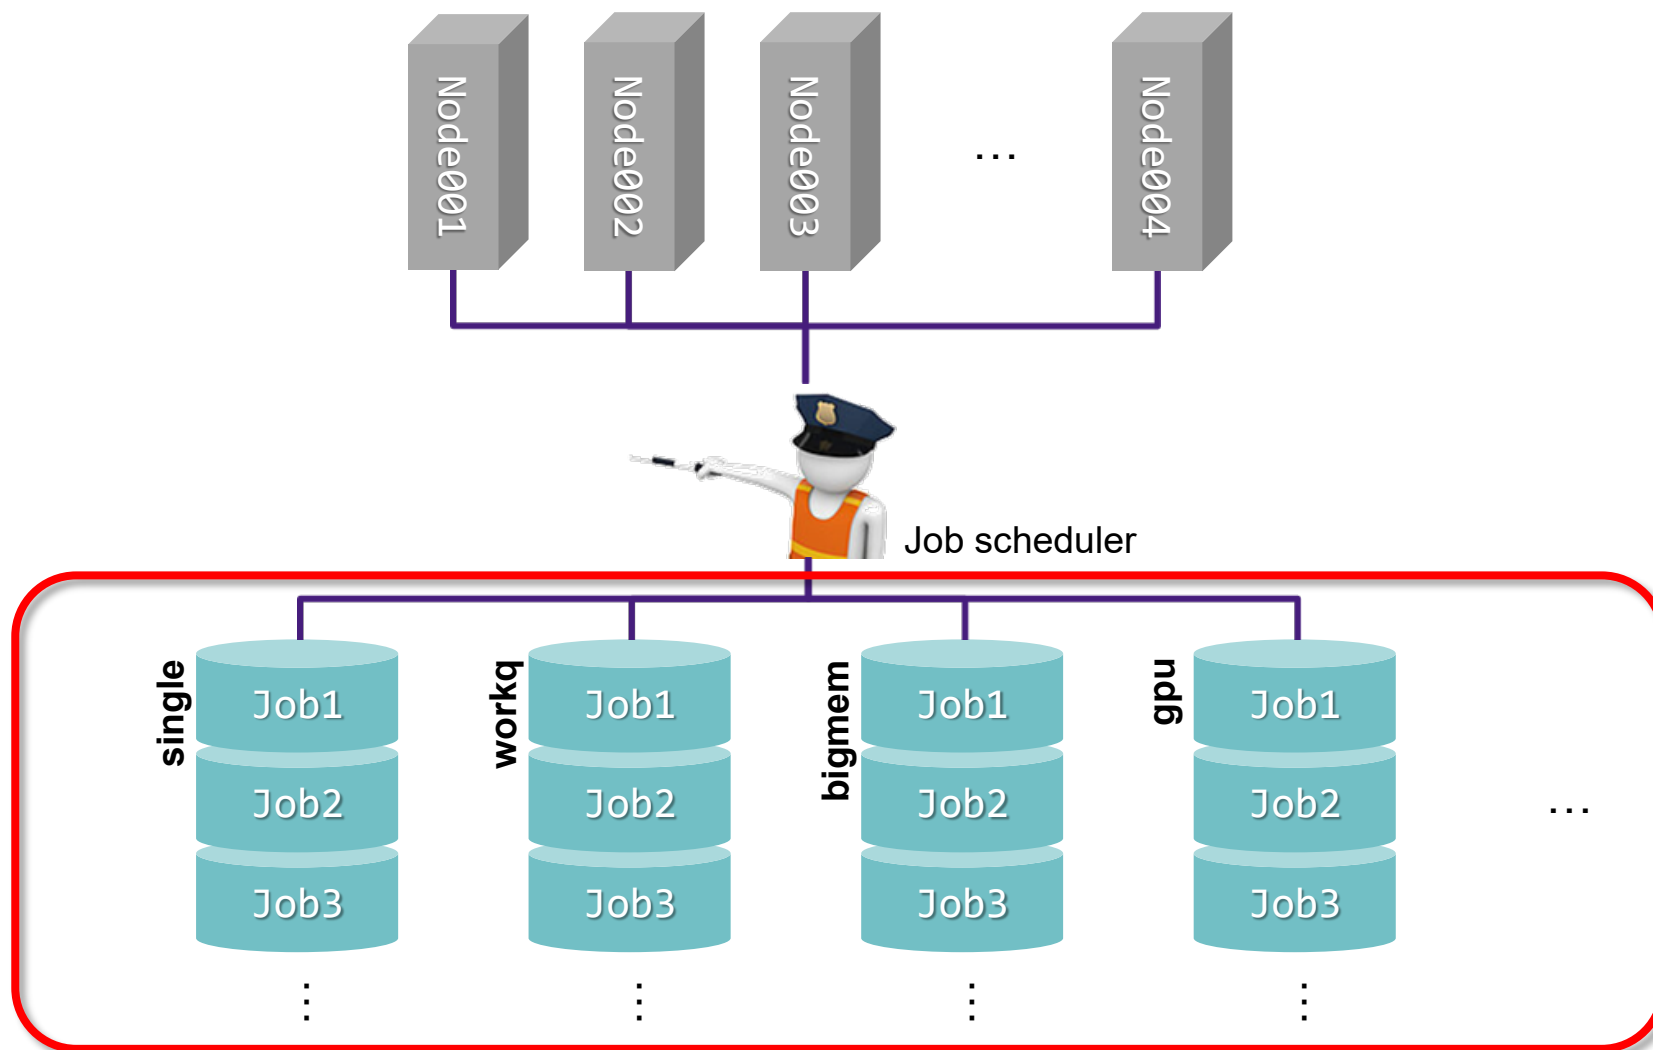 Node001
Node002
Node003
...
Node004
Job scheduler
single
Job1
Job2
Job3
...
workq
Job1
Job2
Job3
...
bigmem
Job1
Job2
Job3
...
gpu
Job1
Job2
Job3
...
...